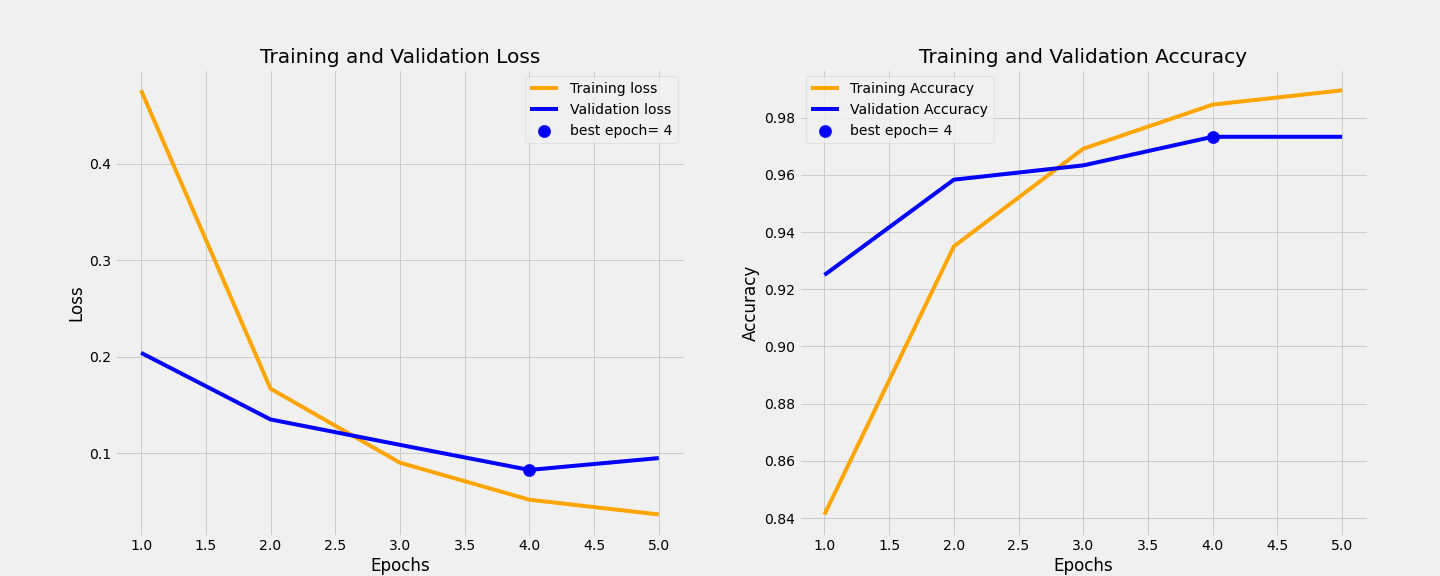 Training and Validation Loss
Training loss
Validation loss
best epoch= 4
Loss
0.4
0.3
0.2
0.1
1.0 1.5 2.0 2.5 3.0 3.5 4.0 4.5 5.0
Epochs
Training and Validation Accuracy
Training Accuracy
Validation Accuracy
best epoch= 4
Accuracy
0.98
0.96
0.94
0.92
0.90
0.88
0.86
0.84
1.0 1.5 2.0 2.5 3.0 3.5 4.0 4.5 5.0
Epochs